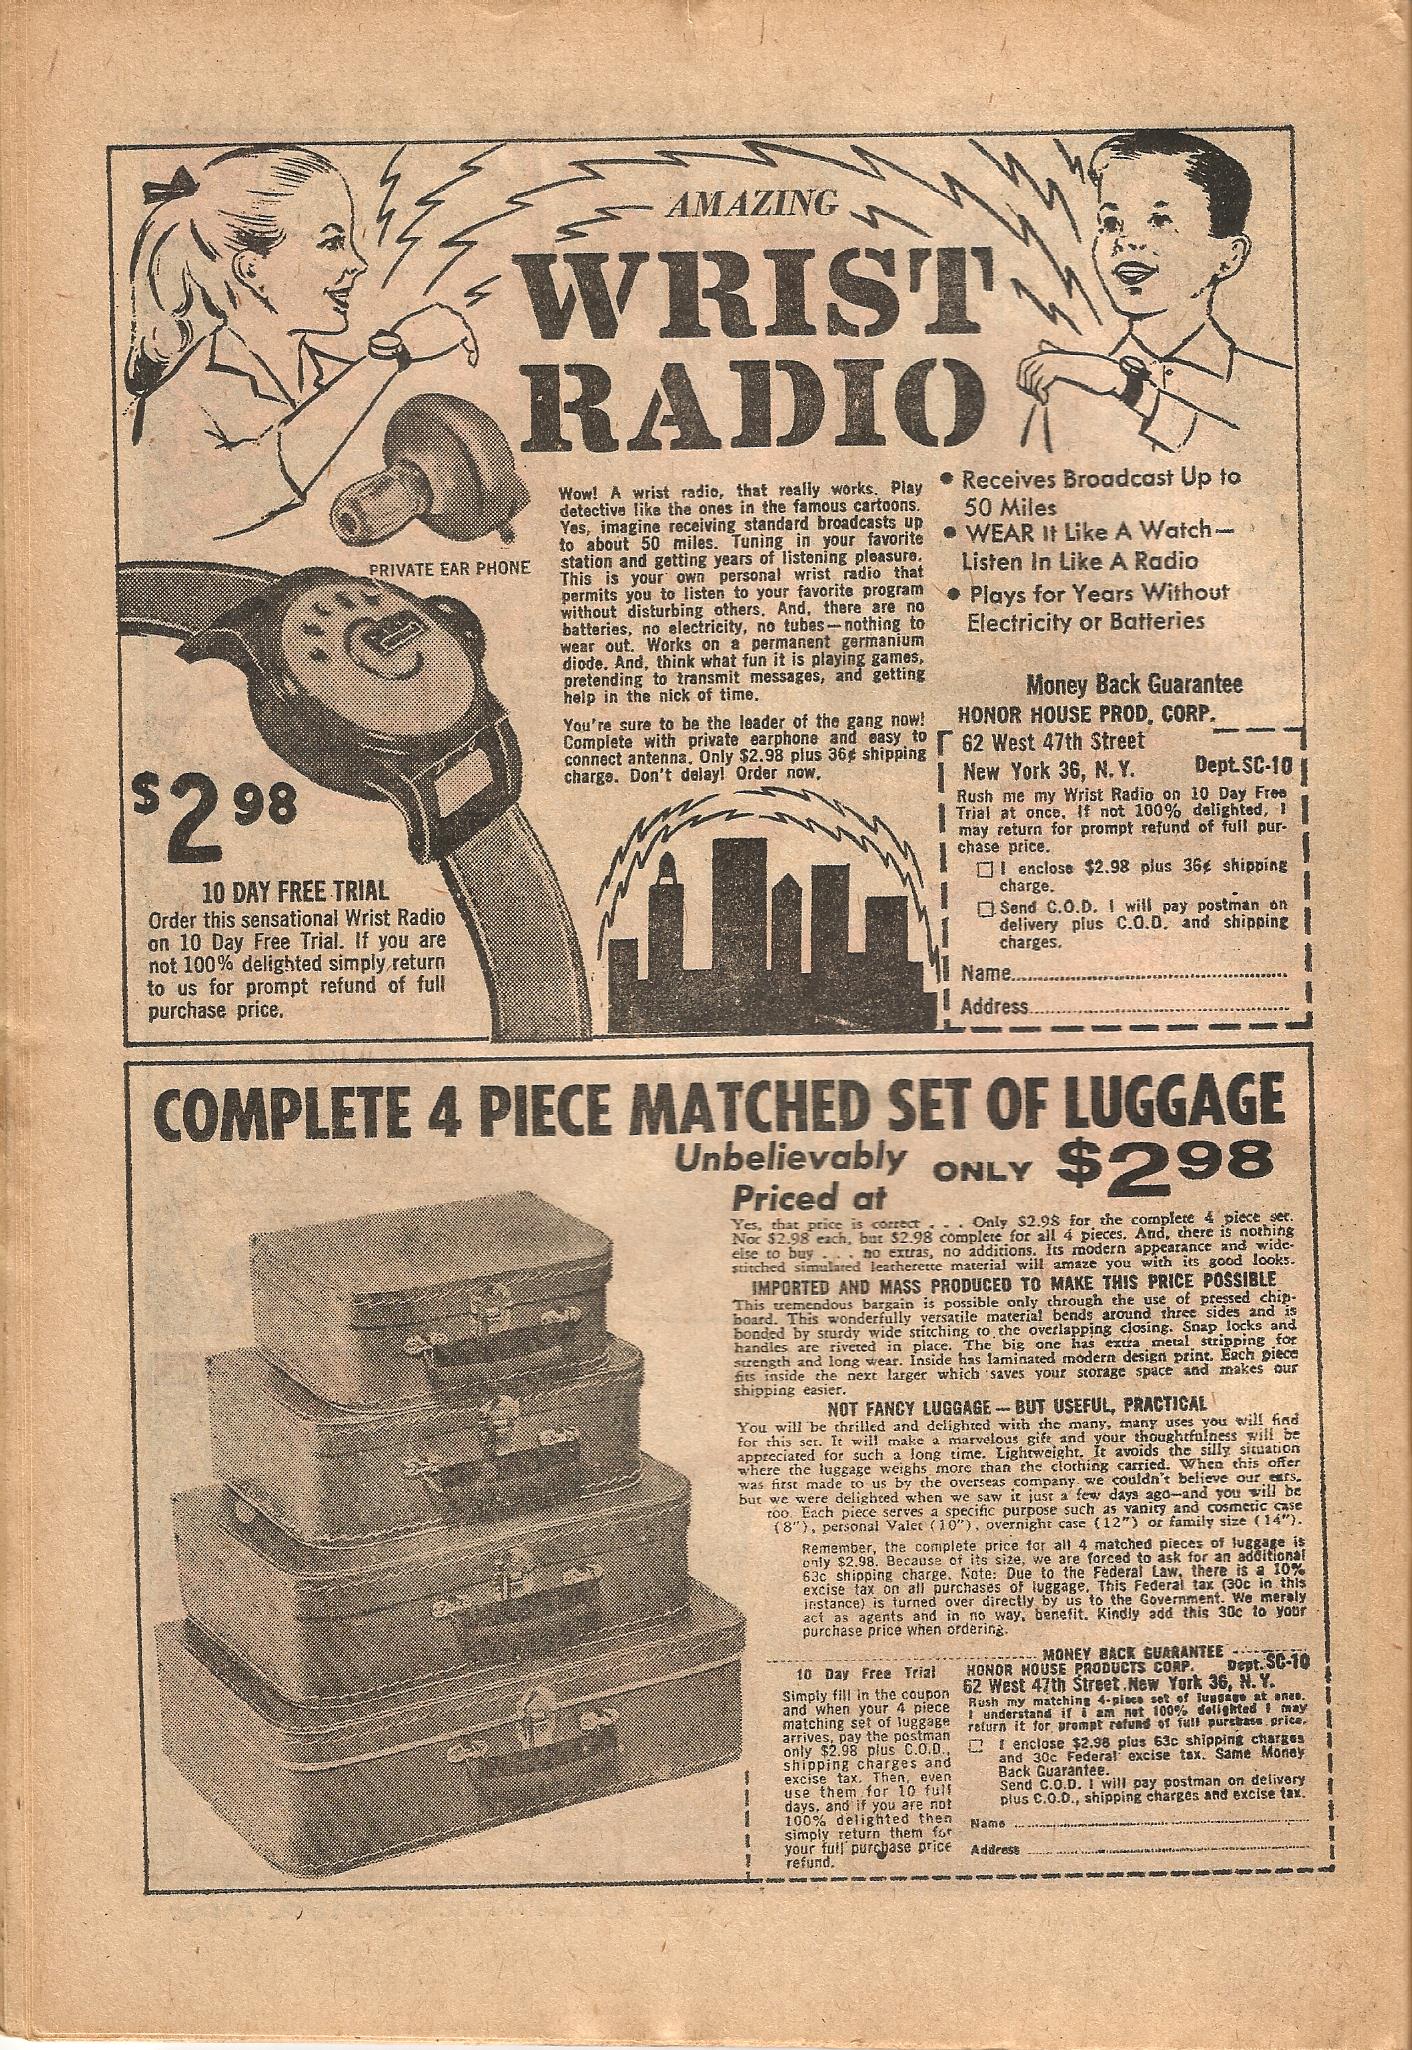 AMAZING
WRIST
RADIO
PRIVATE EAR PHONE
Wow! A wrist radio, that really works. Play
detective like the ones in the famous cartoons.
Yes, imagine receiving standard broadcasts up
to about 50 miles. Tuning in your favorite
station and getting years of listening pleasure.
This is your own personal wrist radio that
permits you to listen to your favorite program
without disturbing others. And, there are no
batteries, no electricity, no tubes—nothing to
wear out. Works on a permanent germanium
diode. And, think what fun it is playing games,
pretending to transmit messages, and getting
help in the nick of time.
You're sure to be the leader of the gang now!
Complete with private earphone and easy to
connect antenna. Only $2.98 plus 36¢ shipping
charge. Don't delay! Order now.
• Receives Broadcast Up to
50 Miles
• WEAR It Like A Watch—
Listen In Like A Radio
• Plays for Years Without
Electricity or Batteries
$2 98
10 DAY FREE TRIAL
Order this sensational Wrist Radio
on 10 Day Free Trial. If you are
not 100% delighted simply return
to us for prompt refund of full
purchase price.
Money Back Guarantee
HONOR HOUSE PROD. CORP.
62 West 47th Street
New York 36, N.Y. Dept. SC-10
Rush me my Wrist Radio on 10 Day Free
Trial at once. If not 100% delighted, I
may return for prompt refund of full pur-
chase price.
I enclose $2.98 plus 36¢ shipping
charge.
Send C.O.D. I will pay postman on
delivery plus C.O.D. and shipping
charges.
Name
Address
COMPLETE 4 PIECE MATCHED SET OF LUGGAGE
Unbelievably
Priced at
ONLY $2 98
Yes, that price is correct . . . Only $2.98 for the complete 4 piece set.
Not $2.98 each, but $2.98 complete for all 4 pieces. And, there is nothing
else to buy . . . no extras, no additions. Its modern appearance and wide-
stitched simulated leatherette material will amaze you with its good looks.
IMPORTED AND MASS PRODUCED TO MAKE THIS PRICE POSSIBLE
This tremendous bargain is possible only through the use of pressed chip-
board. This wonderfully versatile material bends around three sides and is
bonded by sturdy wide stitching to the overlapping closing. Snap locks and
handles are riveted in place. The big one has extra metal stripping for
strength and long wear. Inside has laminated modern design print. Each piece
fits inside the next larger which saves your storage space and makes our
shipping easier.
NOT FANCY LUGGAGE — BUT USEFUL, PRACTICAL
You will be thrilled and delighted with the many, many uses you will find
for this set. It will make a marvelous gift and your thoughtfulness will be
appreciated for such a long time. Lightweight. It avoids the silly situation
where the luggage weighs more than the clothing carried. When this offer
was first made to us by the overseas company we couldn't believe our ears,
but we were delighted when we saw it just a few days ago—and you will be
too. Each piece serves a specific purpose such as vanity and cosmetic case
(8"), personal Valet (10"), overnight case (12") or family size (14").
Remember, the complete price for all 4 matched pieces of luggage is
only $2.98. Because of its size, we are forced to ask for an additional
63c shipping charge. Note: Due to the Federal Law, there is a 10%
excise tax on all purchases of luggage. This Federal tax (30c in this
instance) is turned over directly by us to the Government. We merely
act as agents and in no way, benefit. Kindly add this 30c to your
purchase price when ordering.
10 Day Free Trial
Simply fill in the coupon
and when your 4 piece
matching set of luggage
arrives, pay the postman
only $2.98 plus C.O.D.,
shipping charges and
excise tax. Then, even
use them for 10 full
days, and if you are not
100% delighted then
simply return them for
your full purchase price
refund.
MONEY BACK GUARANTEE
HONOR HOUSE PRODUCTS CORP. Dept. SC-10
62 West 47th Street New York 36, N.Y.
Rush my matching 4-piece set of luggage at once.
I understand if I am not 100% delighted I may
return it for prompt refund of full purchase price.
I enclose $2.98 plus 63c shipping charges
and 30c Federal excise tax. Same Money
Back Guarantee.
Send C.O.D. I will pay postman on delivery
plus C.O.D., shipping charges and excise tax.
Name
Address